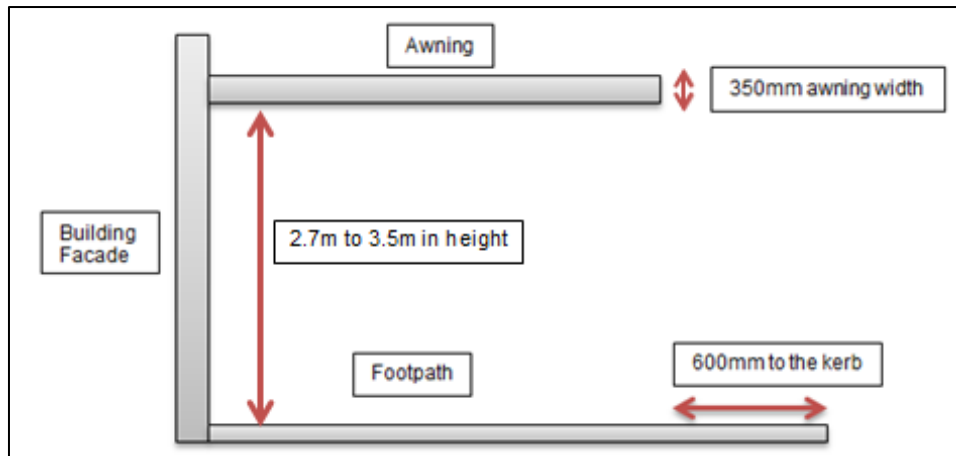 Awning
350mm awning width
Building
Facade
2.7m to 3.5m in height
600mm to the kerb
Footpath